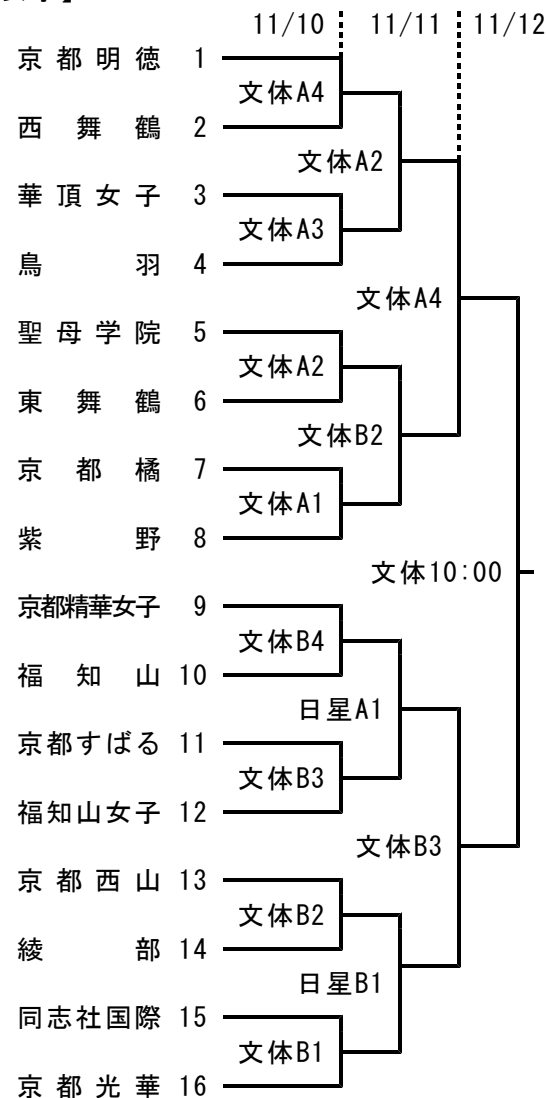 11/10 11/11 11/12
京都明徳 1
文体A4
西舞鶴 2
文体A2
華頂女子 3
文体A3
鳥羽 4
文体A4
聖母学院 5
文体A2
東舞鶴 6
文体B2
京都橘 7
文体A1
紫野 8
文体10:00
京都精華女子 9
文体B4
福知山 10
日星A1
京都すばる 11
文体B3
福知山女子 12
文体B3
京都西山 13
文体B2
綾部 14
日星B1
同志社国際 15
文体B1
京都光華 16